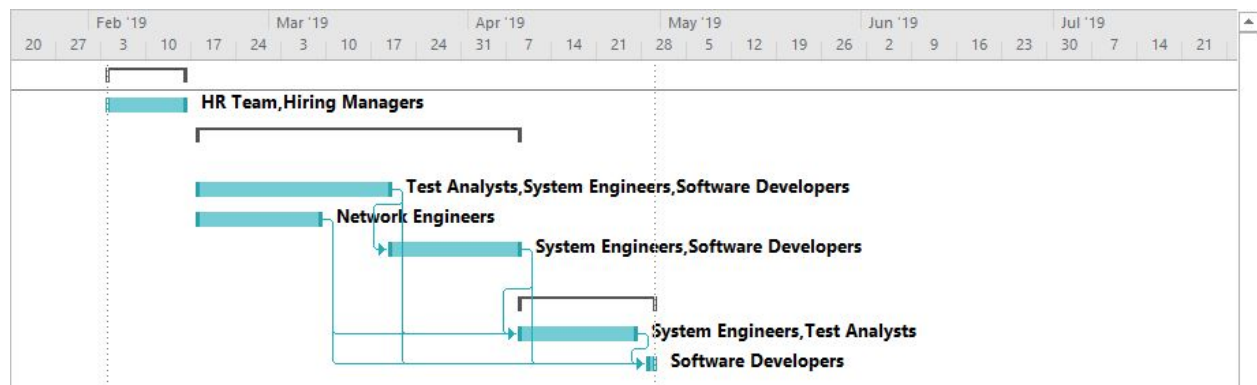 Feb '19 Mar '19 Apr '19 May '19 Jun '19 Jul '19
20 27 3 10 17 24 3 10 17 24 31 7 14 21 28 5 12 19 26 2 9 16 23 30 7 14 21
HR Team,Hiring Managers
Test Analysts,System Engineers,Software Developers
Network Engineers
System Engineers,Software Developers
System Engineers,Test Analysts
Software Developers